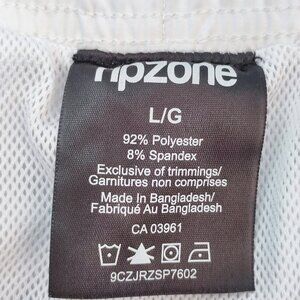 ripzone
L/G
92% Polyester
8% Spandex
Exclusive of trimmings/
Garnitures non comprises
Made In Bangladesh/
Fabriqué Au Bangladesh
CA 03961
9CZJRZSP7602